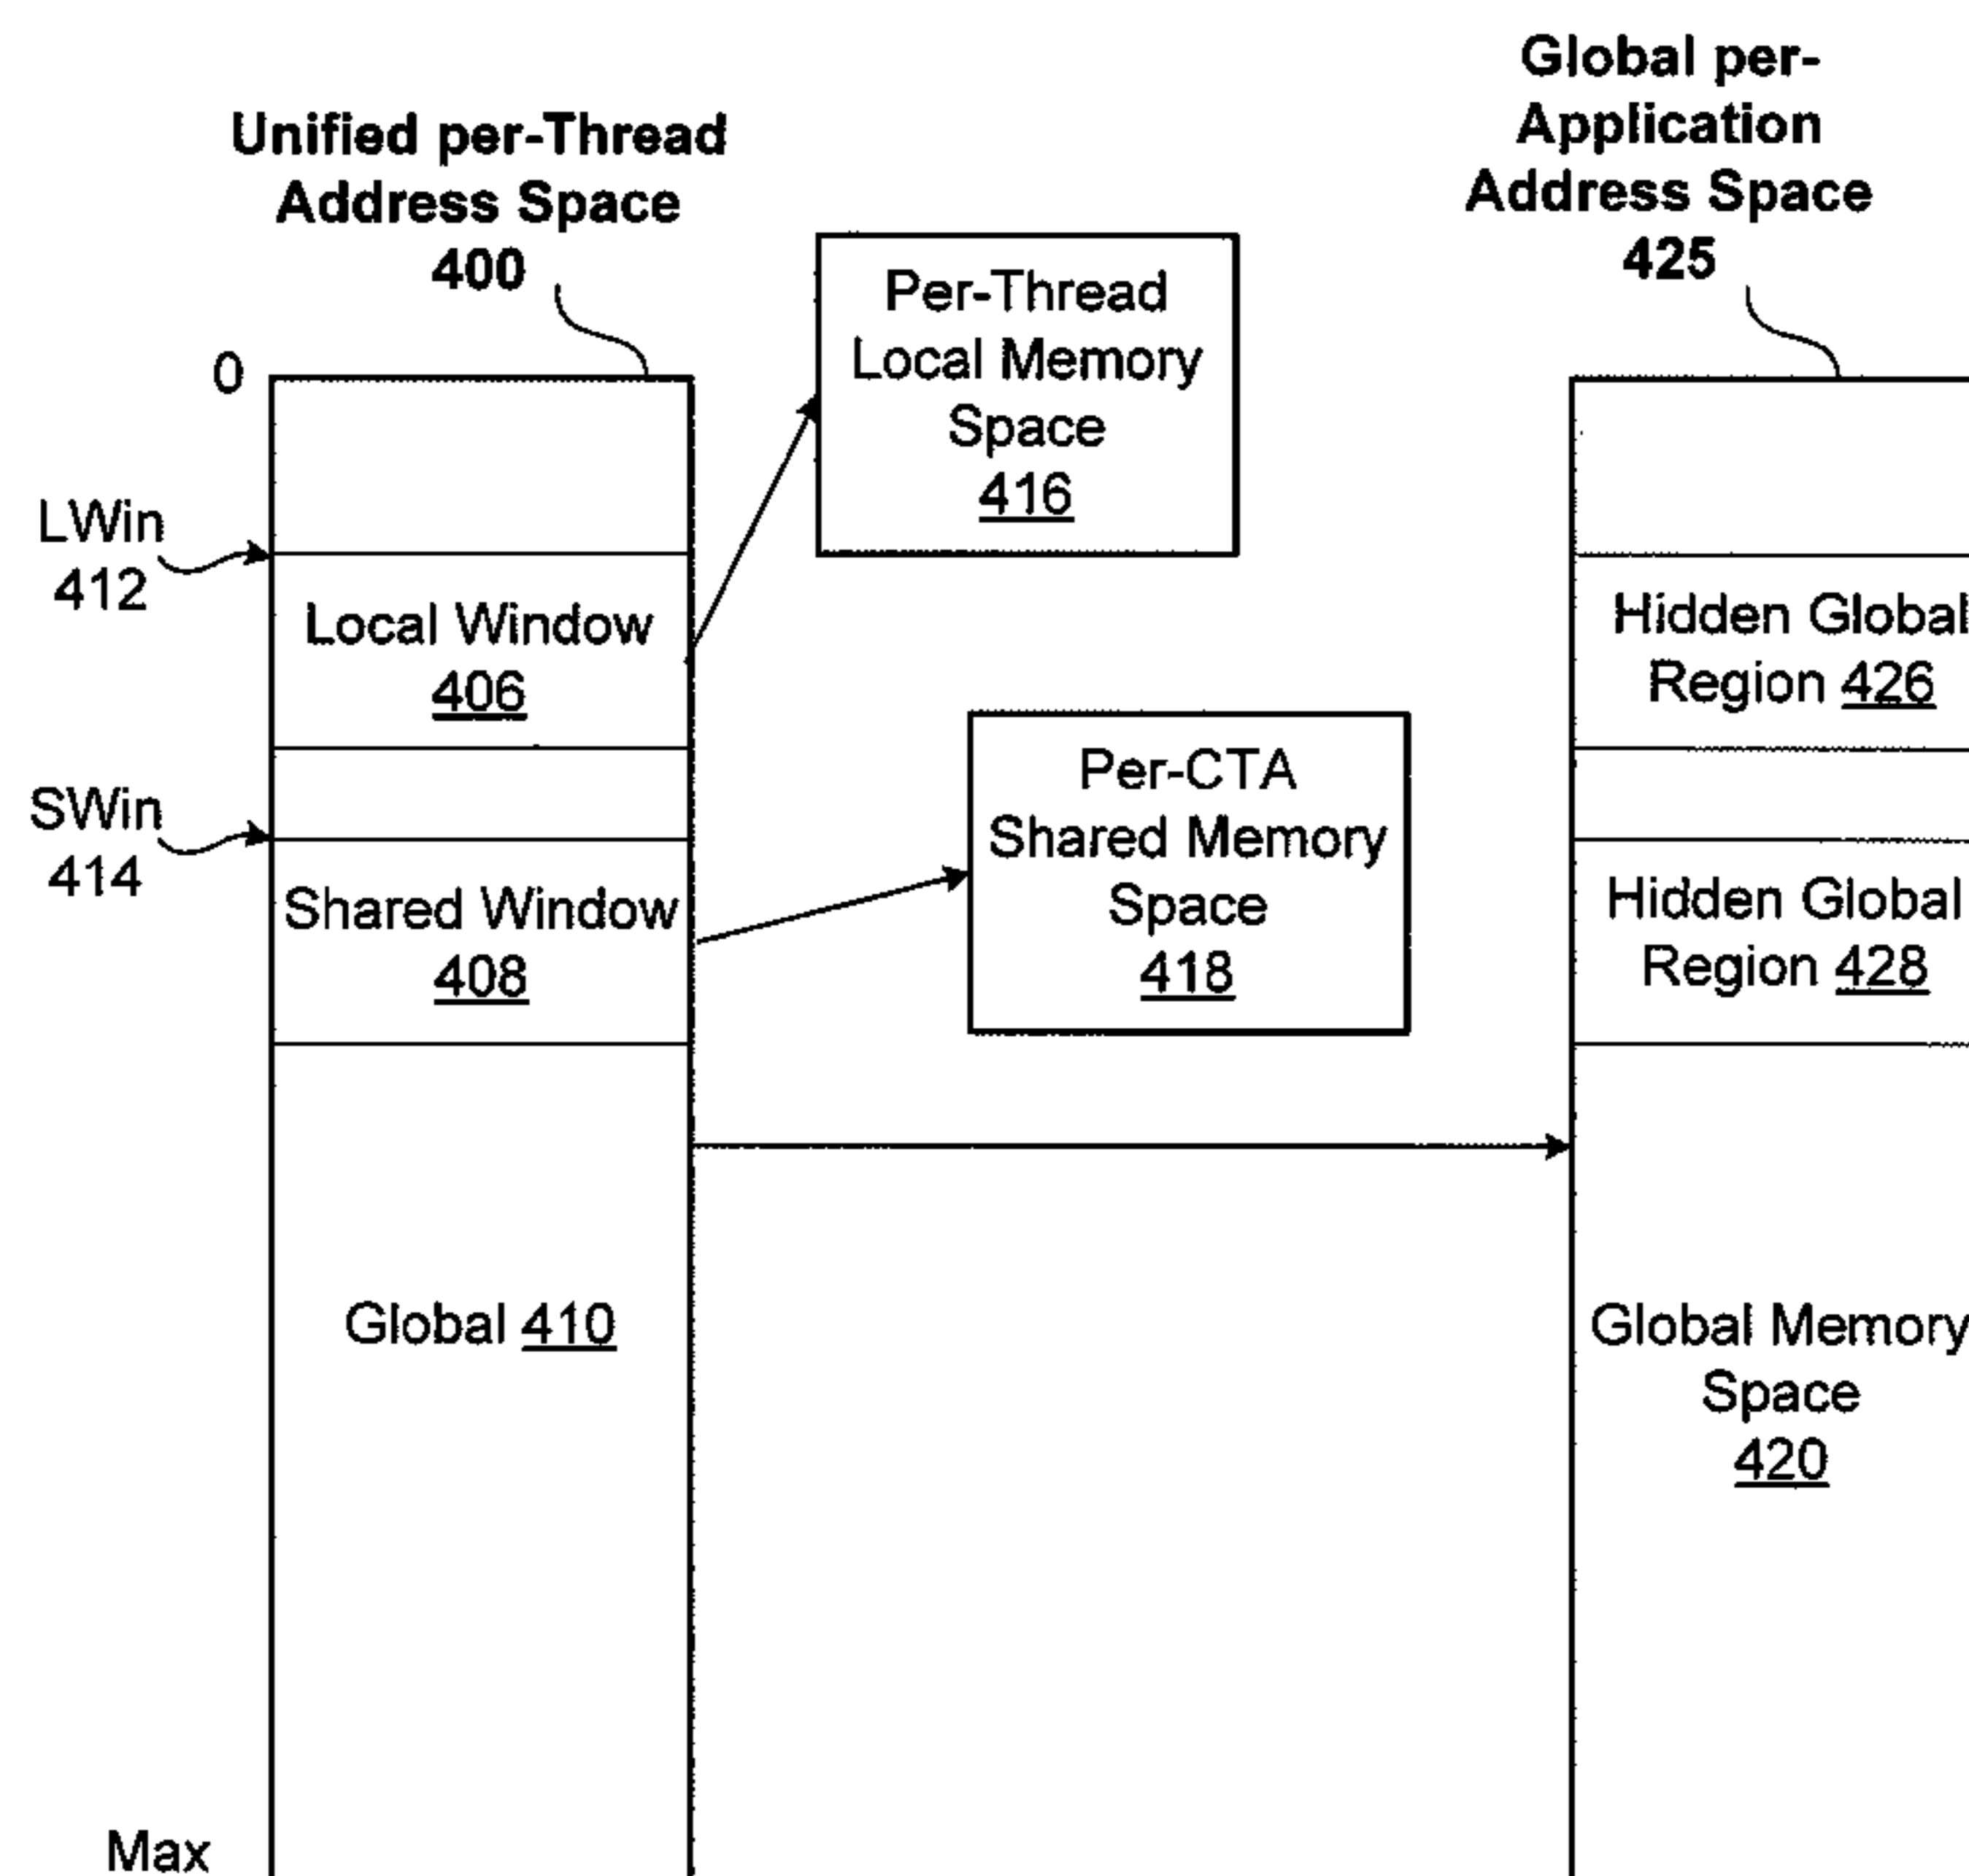 Unified per-Thread
Address Space
400
Global per-
Application
Address Space
425
Per-Thread
Local Memory
Space
416
0
LWin
412
Local Window
406
Hidden Global
Region 426
SWin
414
Per-CTA
Shared Memory
Space
418
Shared Window
408
Hidden Global
Region 428
Global 410
Global Memory
Space
420
Max